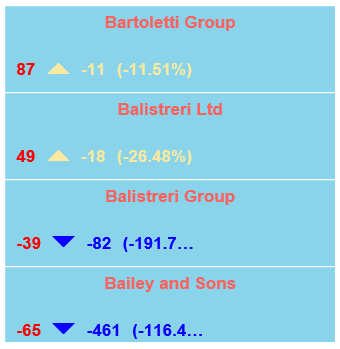 Bartoletti Group
87 -11 (-11.51%)
Balistreri Ltd
49 -18 (-26.48%)
Balistreri Group
-39 -82 (-191.7…
Bailey and Sons
-65 -461 (-116.4…